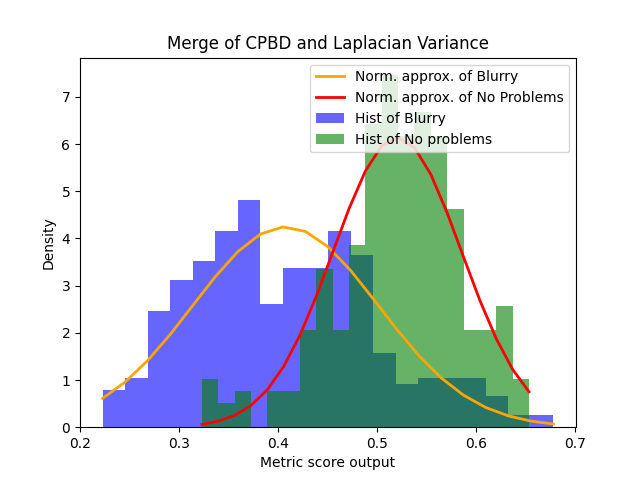 Merge of CPBD and Laplacian Variance
Norm. approx. of Blurry
Norm. approx. of No Problems
Hist of Blurry
Hist of No problems
Density
7
6
5
4
3
2
1
0
0.2 0.3 0.4 0.5 0.6 0.7
Metric score output